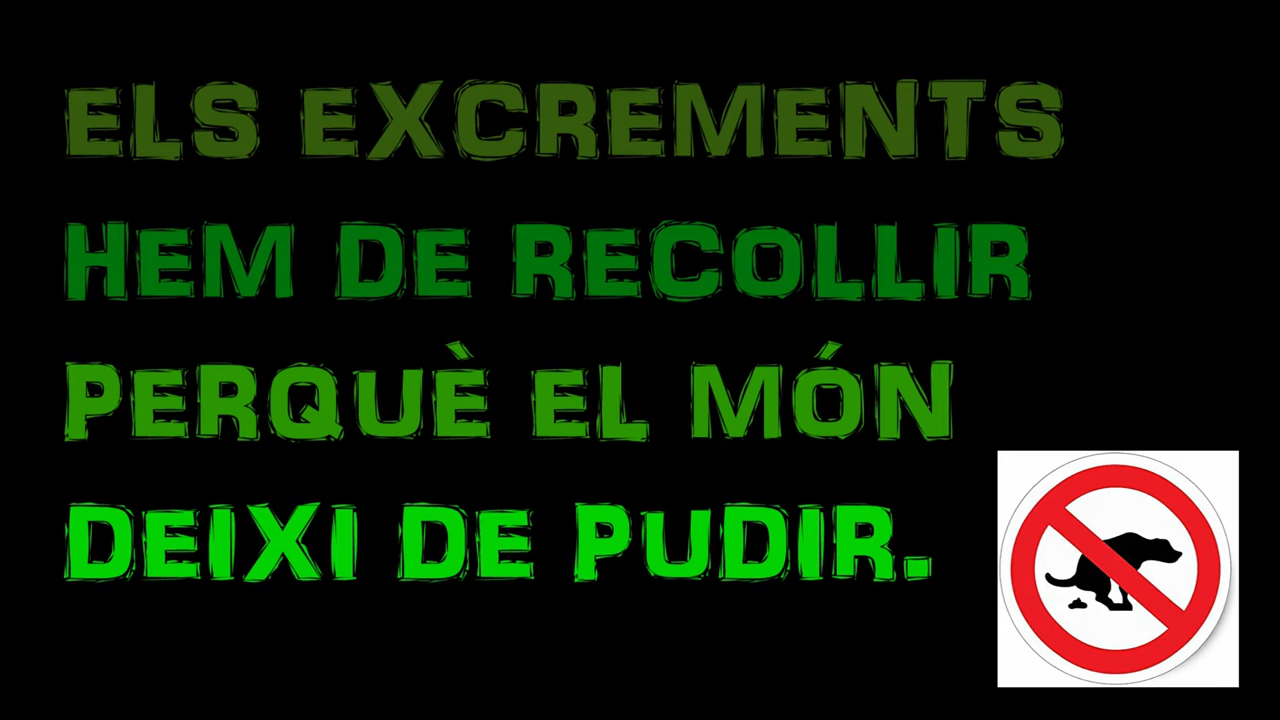 ELS EXCREMENTS
HEM DE RECOLLIR
PERQUÈ EL MÓN
DEIXI DE PUDIR.